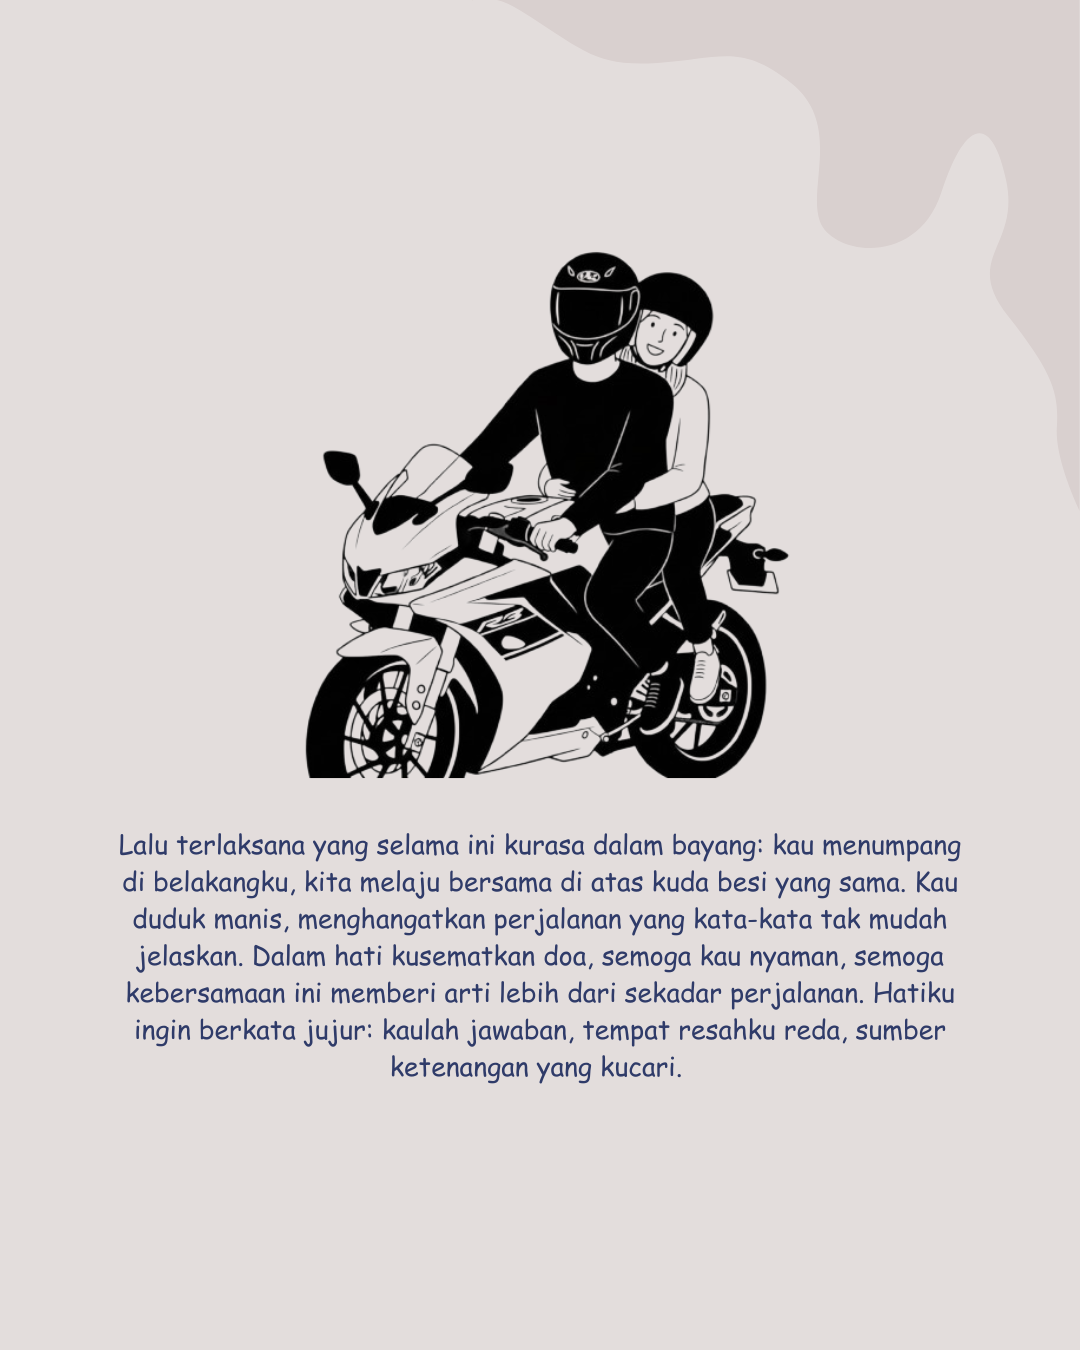 R3
Lalu terlaksana yang selama ini kurasa dalam bayang: kau menumpang
di belakangku, kita melaju bersama di atas kuda besi yang sama. Kau
duduk manis, menghangatkan perjalanan yang kata-kata tak mudah
jelaskan. Dalam hati kusematkan doa, semoga kau nyaman, semoga
kebersamaan ini memberi arti lebih dari sekadar perjalanan. Hatiku
ingin berkata jujur: kaulah jawaban, tempat resahku reda, sumber
ketenangan yang kucari.